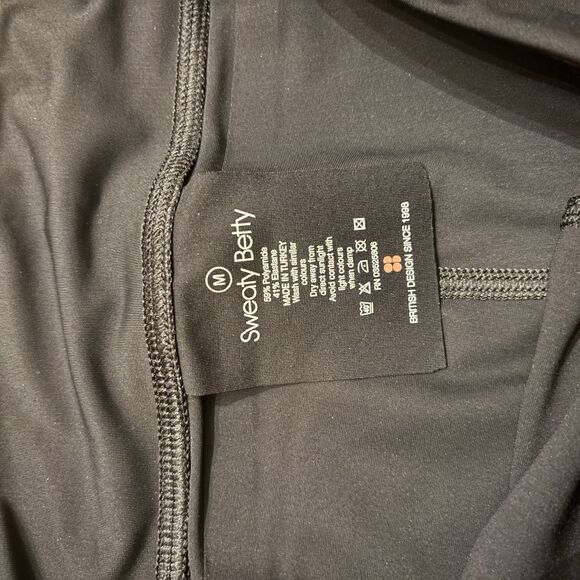 M
Sweaty Betty
59% Polyamide
41% Elastane
MADE IN TURKEY
Wash with similar
colours
Dry away from
direct sunlight
Avoid contact with
light colours
when damp
BRITISH DESIGN SINCE 1998